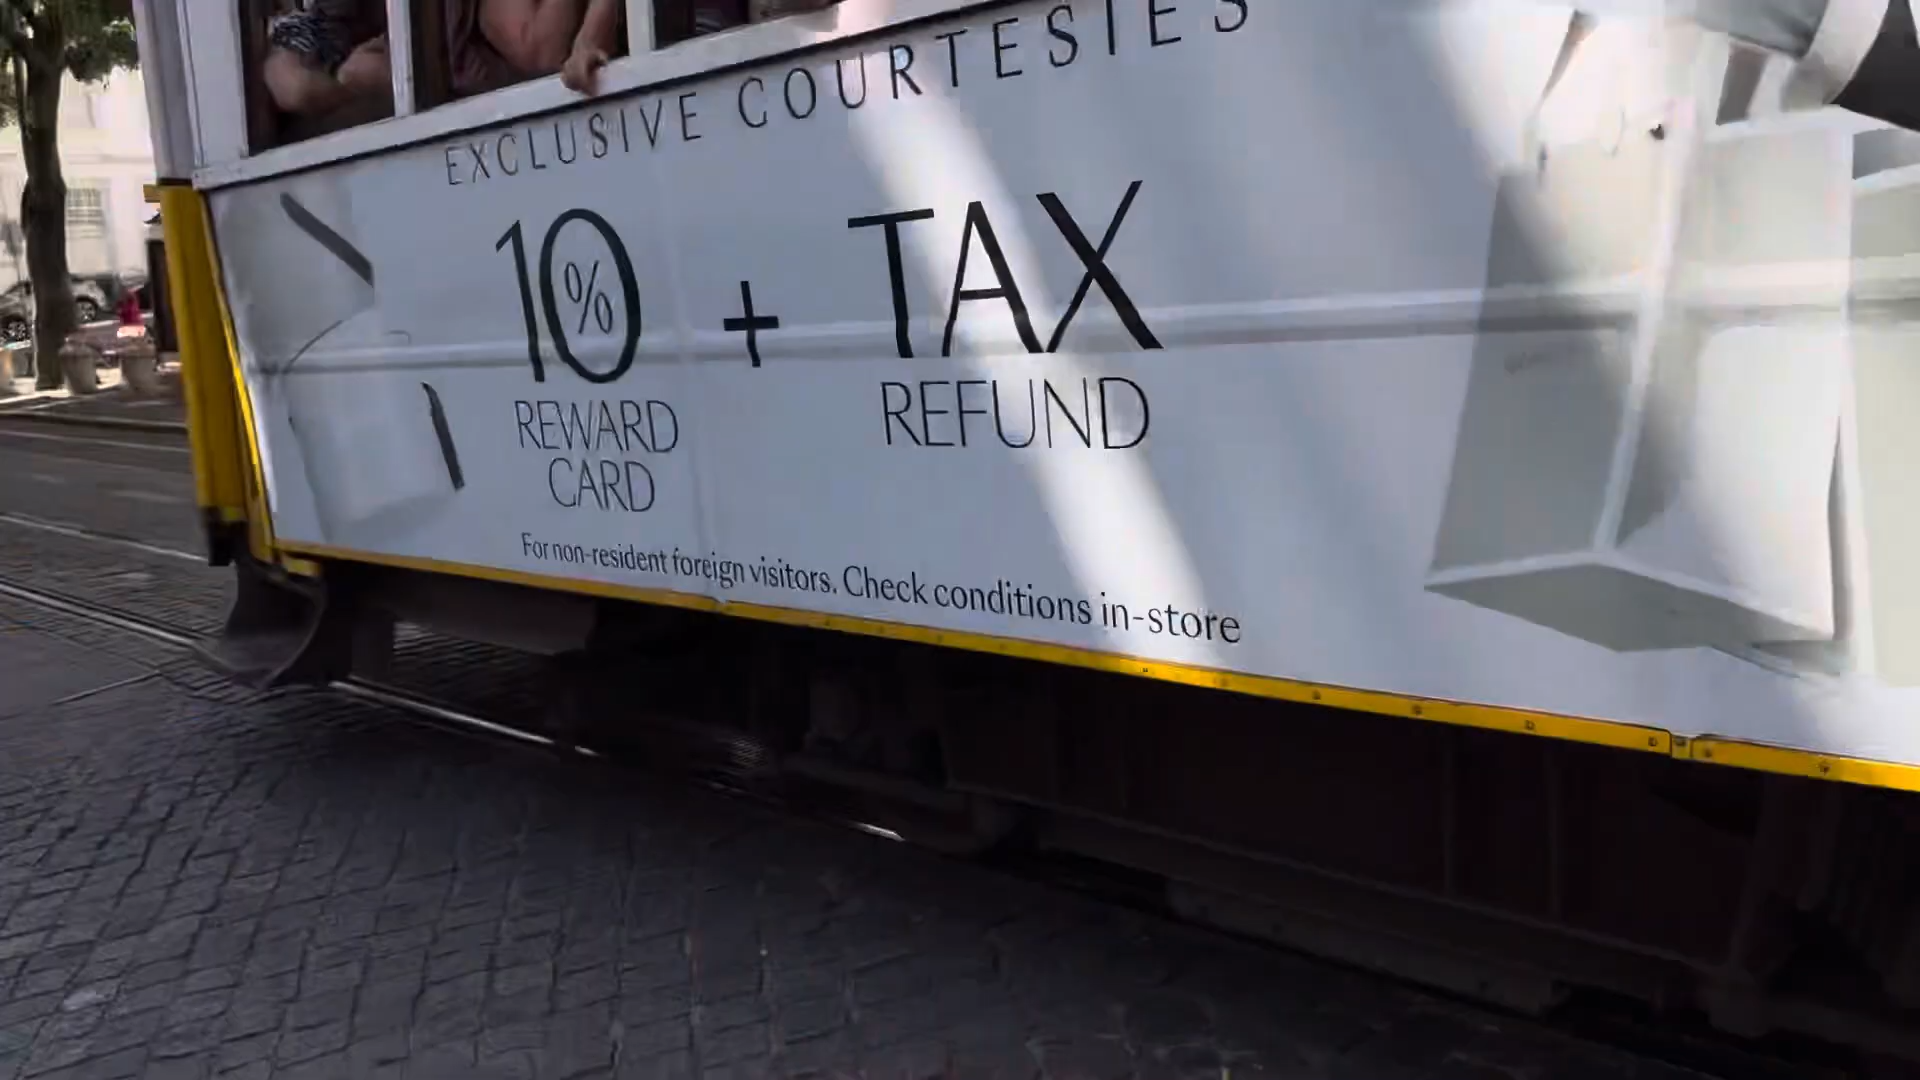 EXCLUSIVE COURTESIES
10% + TAX
REWARD CARD
REFUND
For non-resident foreign visitors. Check conditions in-store